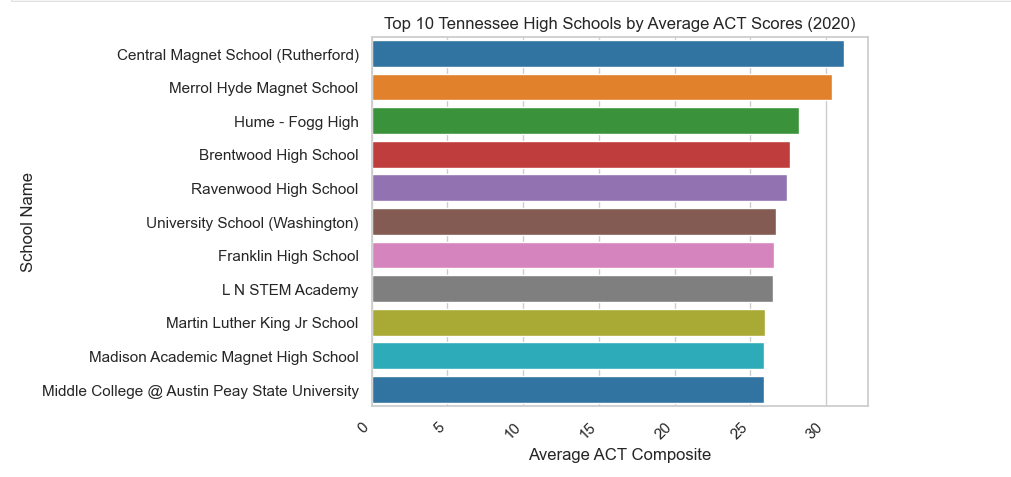 Top 10 Tennessee High Schools by Average ACT Scores (2020)
School Name
Central Magnet School (Rutherford)
Merrol Hyde Magnet School
Hume - Fogg High
Brentwood High School
Ravenwood High School
University School (Washington)
Franklin High School
L N STEM Academy
Martin Luther King Jr School
Madison Academic Magnet High School
Middle College @ Austin Peay State University
0 5 10 15 20 25 30
Average ACT Composite